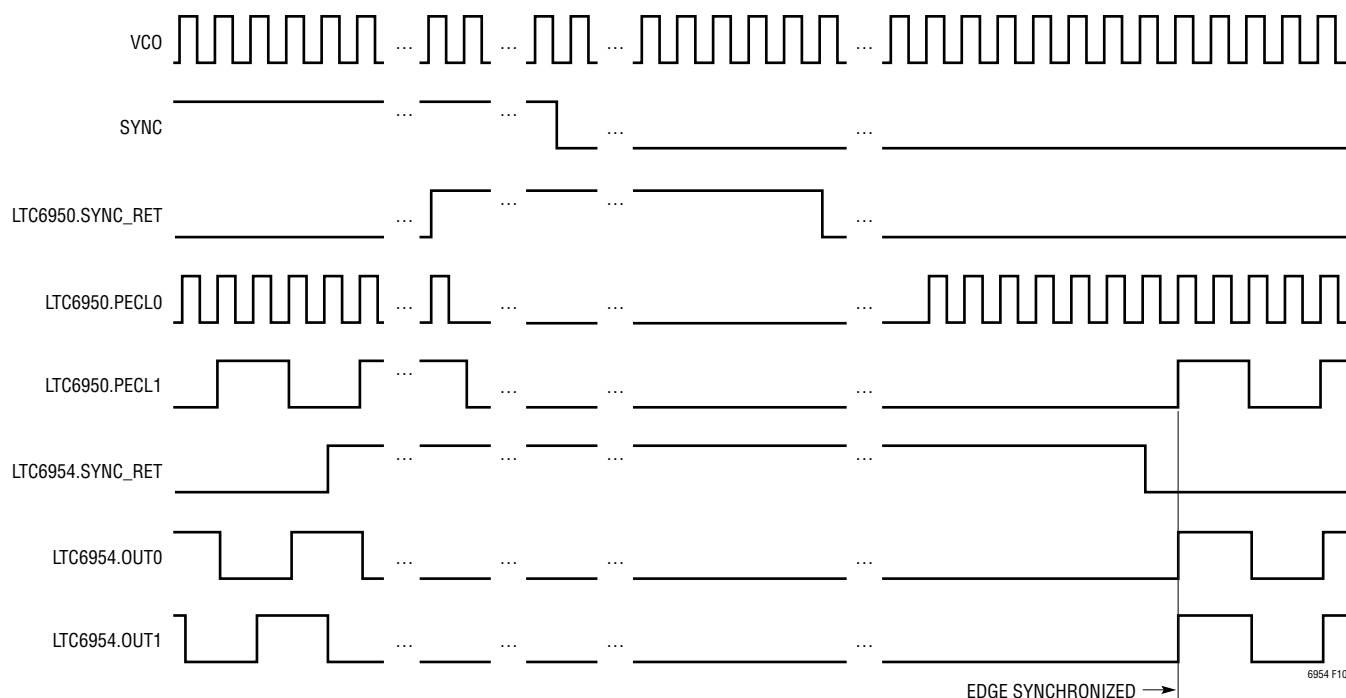 VCO
... ... ... ...
SYNC
... ... ... ...
LTC6950.SYNC_RET
... ... ... ...
LTC6950.PECL0
... ... ... ...
LTC6950.PECL1
... ... ... ...
LTC6954.SYNC_RET
... ... ... ...
LTC6954.OUT0
... ... ... ...
LTC6954.OUT1
... ... ... ...
6954 F10
EDGE SYNCHRONIZED